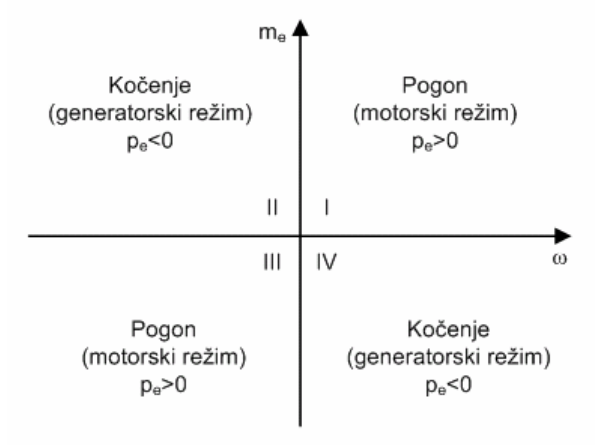 mₑ
Kočenje
(generatorski režim)
pₑ<0
Pogon
(motorski režim)
pₑ>0
II
I
III
IV
ω
Pogon
(motorski režim)
pₑ>0
Kočenje
(generatorski režim)
pₑ<0